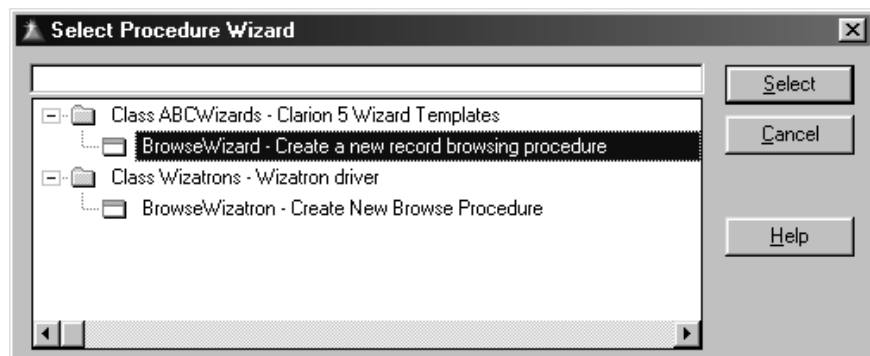 Select Procedure Wizard
Select
Class ABCWizards - Clarion 5 Wizard Templates
BrowseWizard - Create a new record browsing procedure
Cancel
Class Wizatrons - Wizatron driver
BrowseWizatron - Create New Browse Procedure
Help